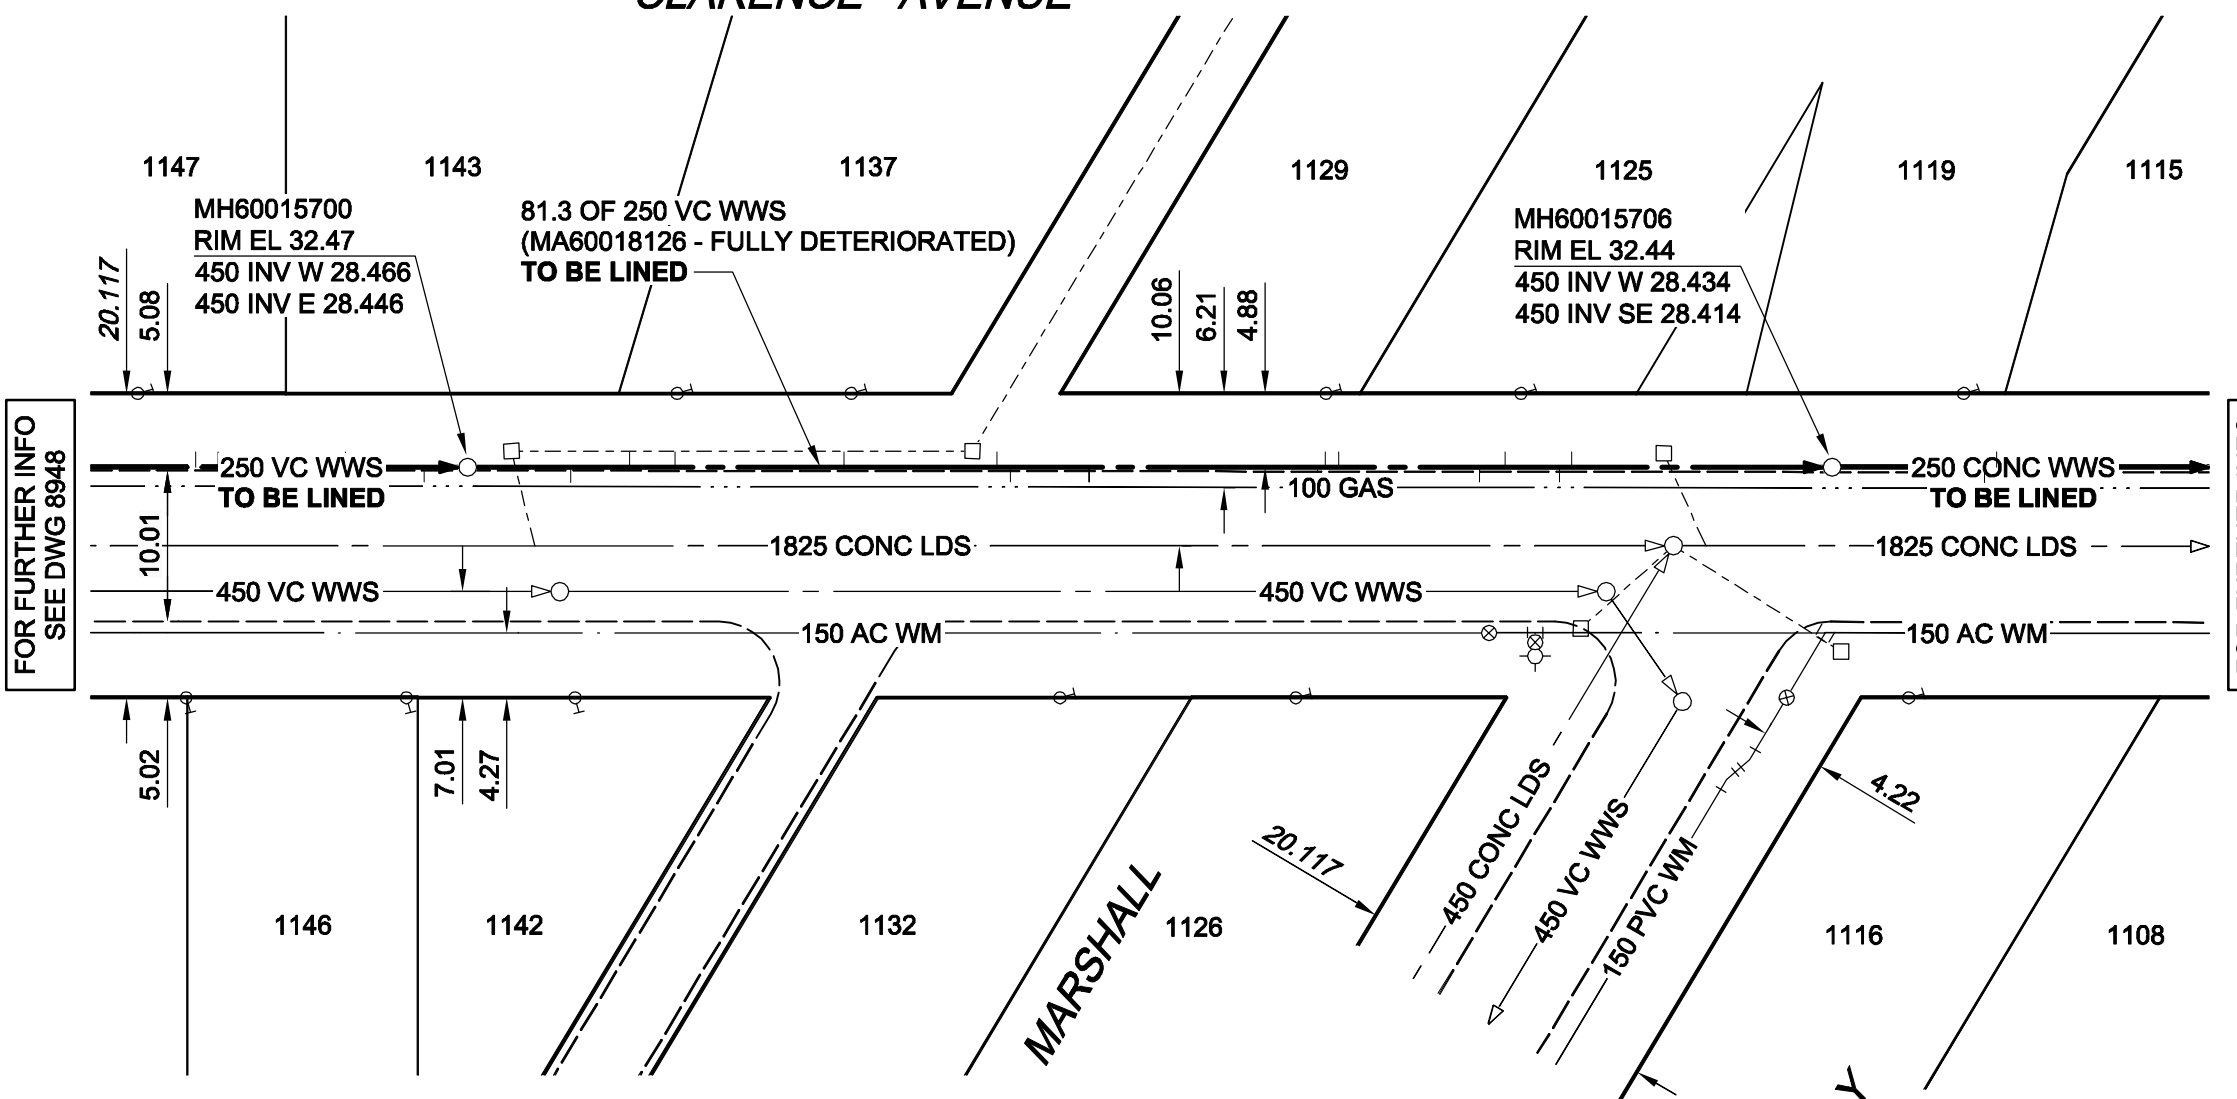 CLARENCE AVENUE
1147
1143
1137
1129
1125
1119
1115
MH60015700
RIM EL 32.47
450 INV W 28.466
450 INV E 28.446
81.3 OF 250 VC WWS
(MA60018126 - FULLY DETERIORATED)
TO BE LINED
MH60015706
RIM EL 32.44
450 INV W 28.434
450 INV SE 28.414
20.117
5.08
10.06
6.21
4.88
FOR FURTHER INFO
SEE DWG 8948
250 VC WWS
TO BE LINED
100 GAS
250 CONC WWS
TO BE LINED
10.01
1825 CONC LDS
1825 CONC LDS
450 VC WWS
450 VC WWS
150 AC WM
150 AC WM
5.02
7.01
4.27
20.117
4.22
450 CONC LDS
450 VC WWS
150 PVC WM
1146
1142
1132
MARSHALL
1126
1116
1108
Y